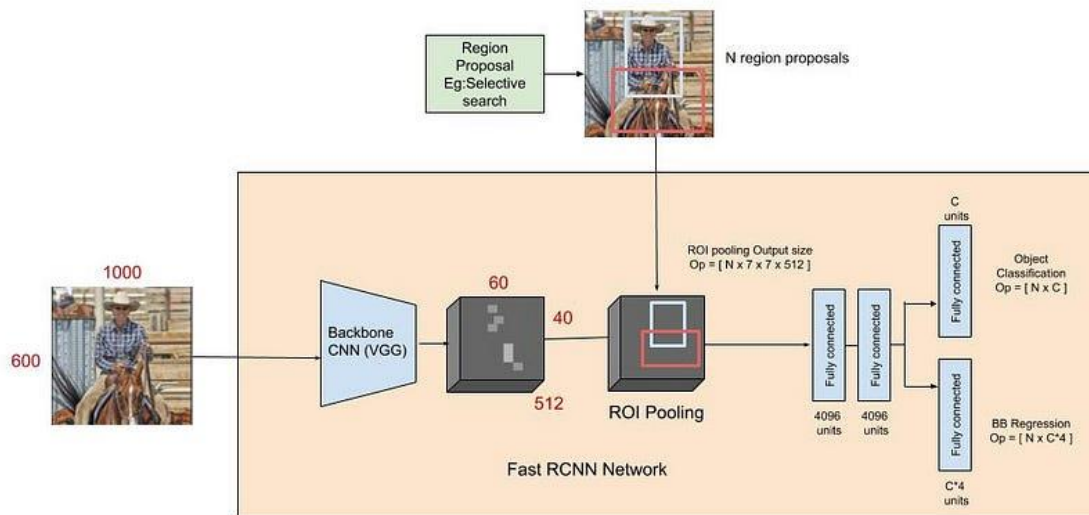 Region
Proposal
Eg:Selective
search
N region proposals
1000
600
Backbone
CNN (VGG)
60
40
512
ROI pooling Output size
Op = [ N x 7 x 7 x 512 ]
ROI Pooling
Fully connected
4096
units
Fully connected
4096
units
C
units
Fully connected
Object
Classification
Op = [ N x C ]
Fully connected
C*4
units
BB Regression
Op = [ N x C*4 ]
Fast RCNN Network